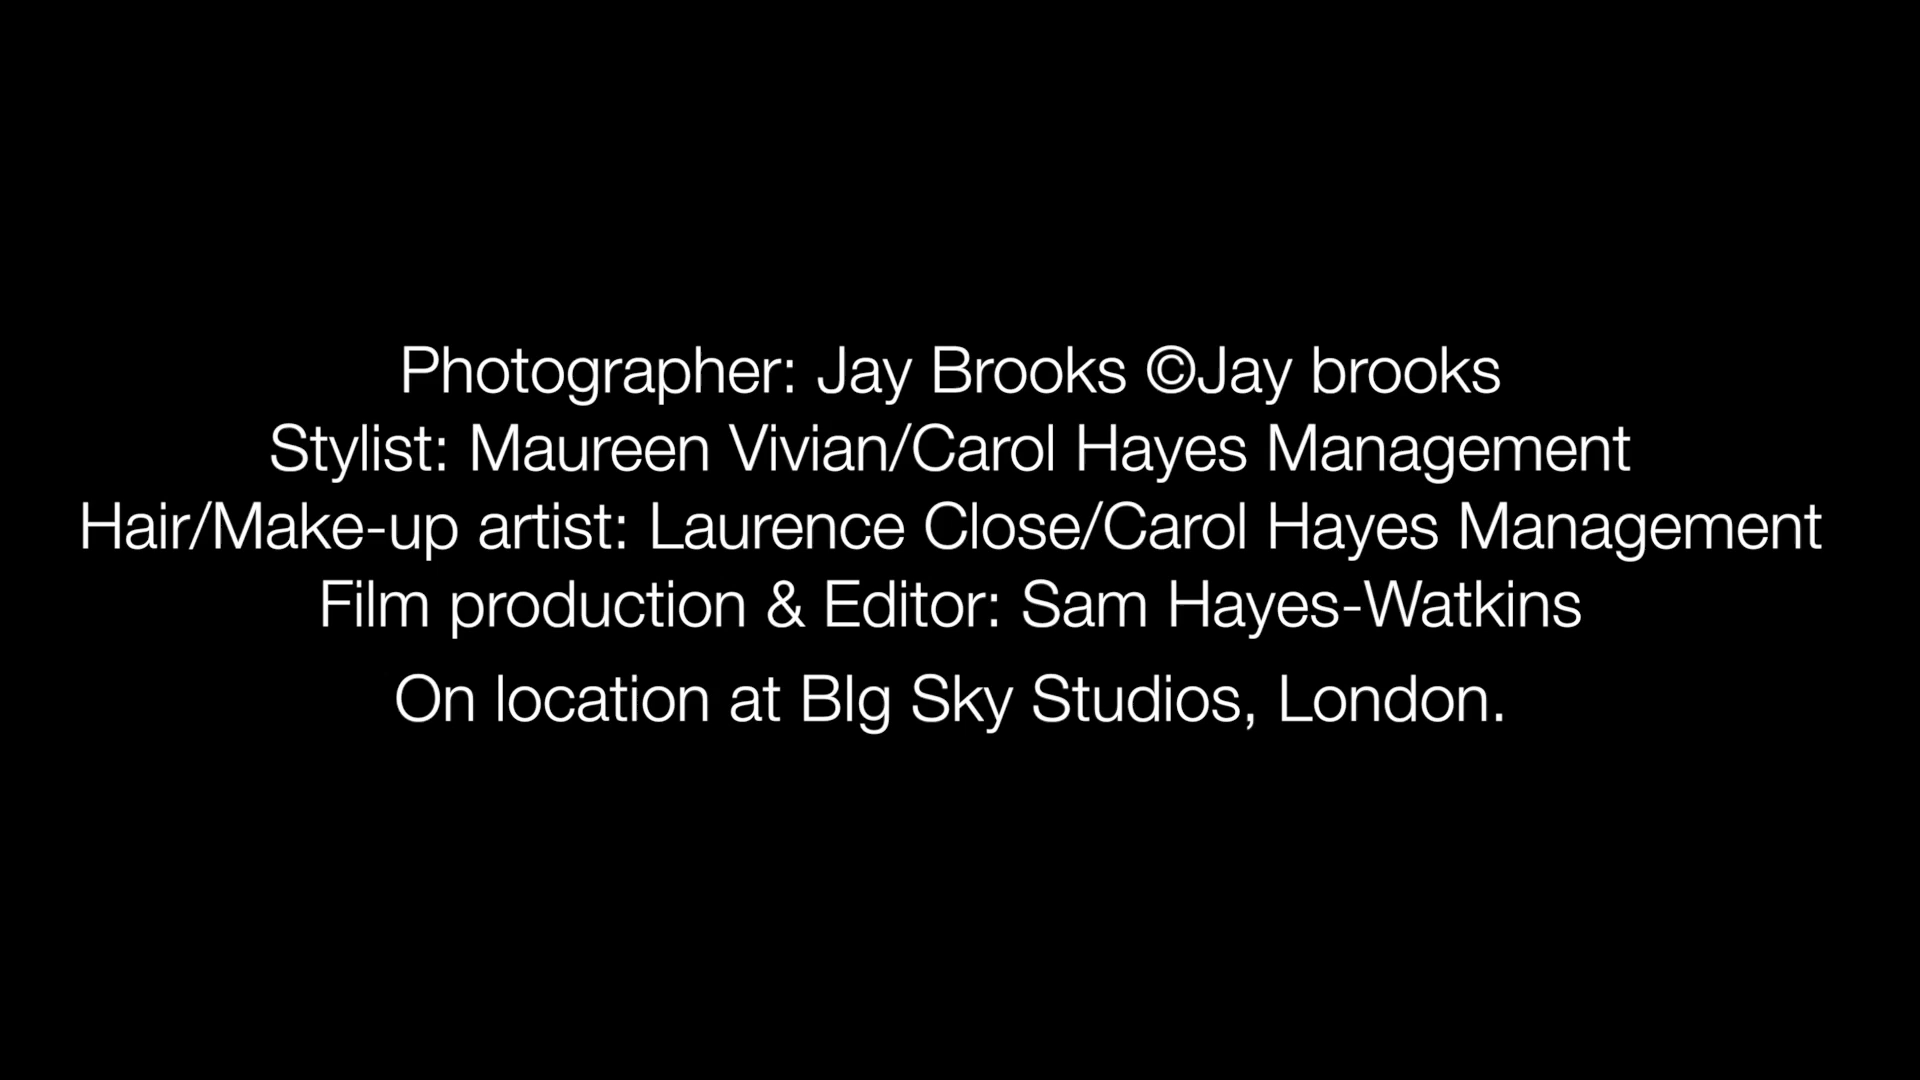 Photographer: Jay Brooks ©Jay brooks
Stylist: Maureen Vivian/Carol Hayes Management
Hair/Make-up artist: Laurence Close/Carol Hayes Management
Film production & Editor: Sam Hayes-Watkins
On location at BIg Sky Studios, London.